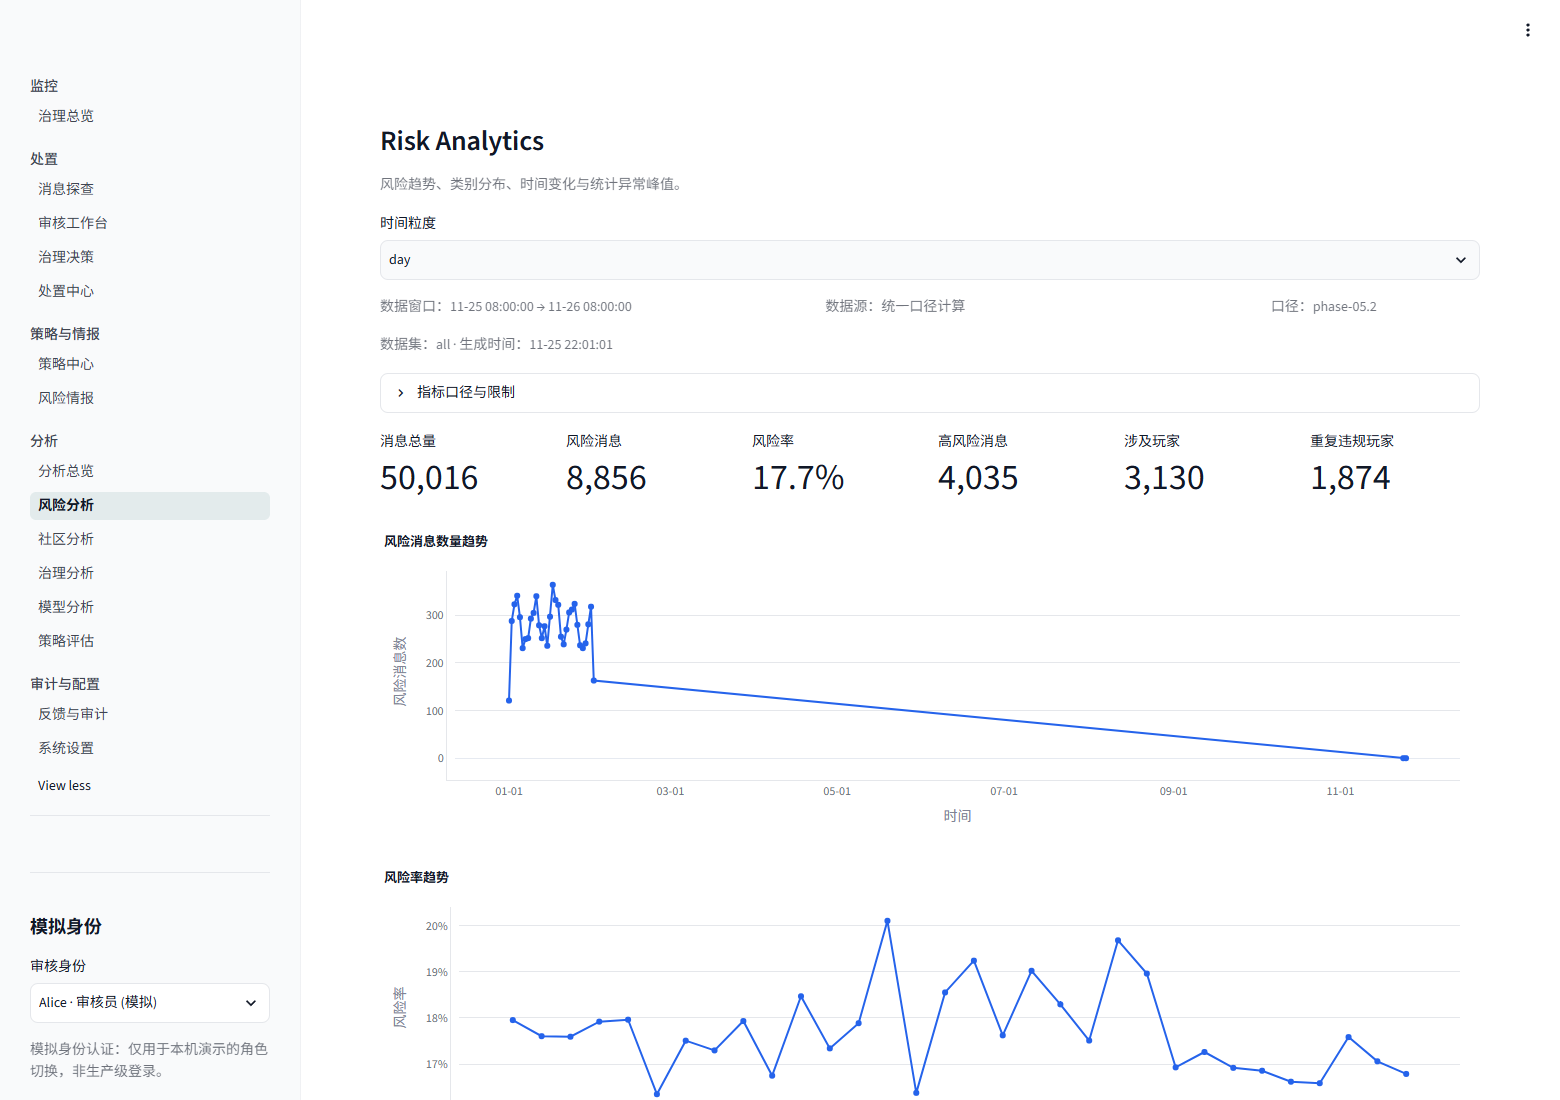 监控
治理总览
处置
消息探查
审核工作台
治理决策
处置中心
策略与情报
策略中心
风险情报
分析
分析总览
风险分析
社区分析
治理分析
模型分析
策略评估
审计与配置
反馈与审计
系统设置
View less
模拟身份
审核身份
Alice · 审核员 (模拟)
模拟身份认证：仅用于本机演示的角色
切换，非生产级登录。
Risk Analytics
风险趋势、类别分布、时间变化与统计异常峰值。
时间粒度
day
数据窗口：11-25 08:00:00 → 11-26 08:00:00
数据源：统一口径计算
口径：phase-05.2
数据集：all · 生成时间：11-25 22:01:01
指标口径与限制
消息总量
50,016
风险消息
8,856
风险率
17.7%
高风险消息
4,035
涉及玩家
3,130
重复违规玩家
1,874
风险消息数量趋势
风险消息数
300
200
100
0
01-01
03-01
05-01
07-01
09-01
11-01
时间
风险率趋势
风险率
20%
19%
18%
17%